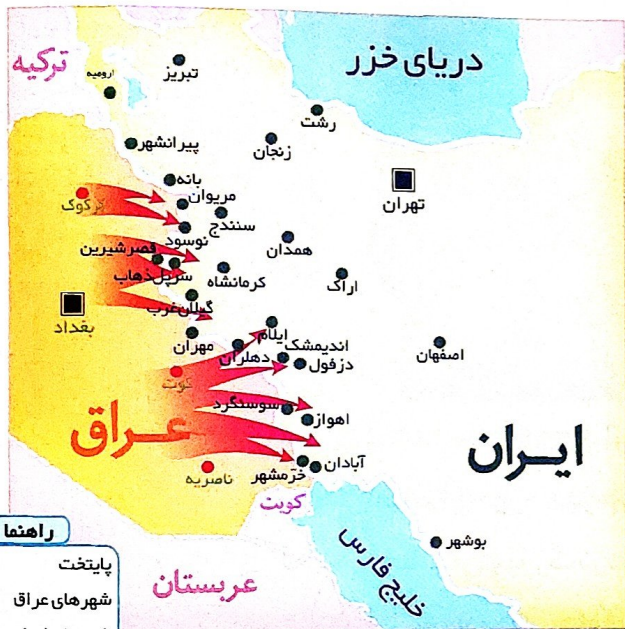 ترکیه
ارومیه
تبریز
دریای خزر
رشت
زنجان
پیرانشهر
تهران
بانه
مریوان
کرکوک
سنندج
نوسود
همدان
قصرشیرین
سرپل‌ذهاب
کرمانشاه
اراک
گیلان‌غرب
بغداد
مهران
ایلام
اندیمشک
دهلران
دزفول
اصفهان
کوت
سوسنگرد
اهواز
عراق
ایران
ناصریه
خرّمشهر
آبادان
کویت
بوشهر
خلیج فارس
عربستان
راهنما
پایتخت
شهرهای عراق